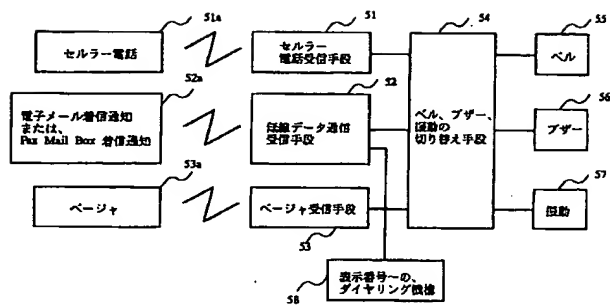 51a
セルラー電話
51
セルラー
電話受信手段
54
ベル、ブザー、
振動の
切り替え手段
55
ベル
52a
電子メール着信通知
または、
Fax Mail Box 着信通知
52
無線データ通信
受信手段
56
ブザー
53a
ページャ
ページャ受信手段
53
57
振動
58
表示番号への、
ダイヤリング機構